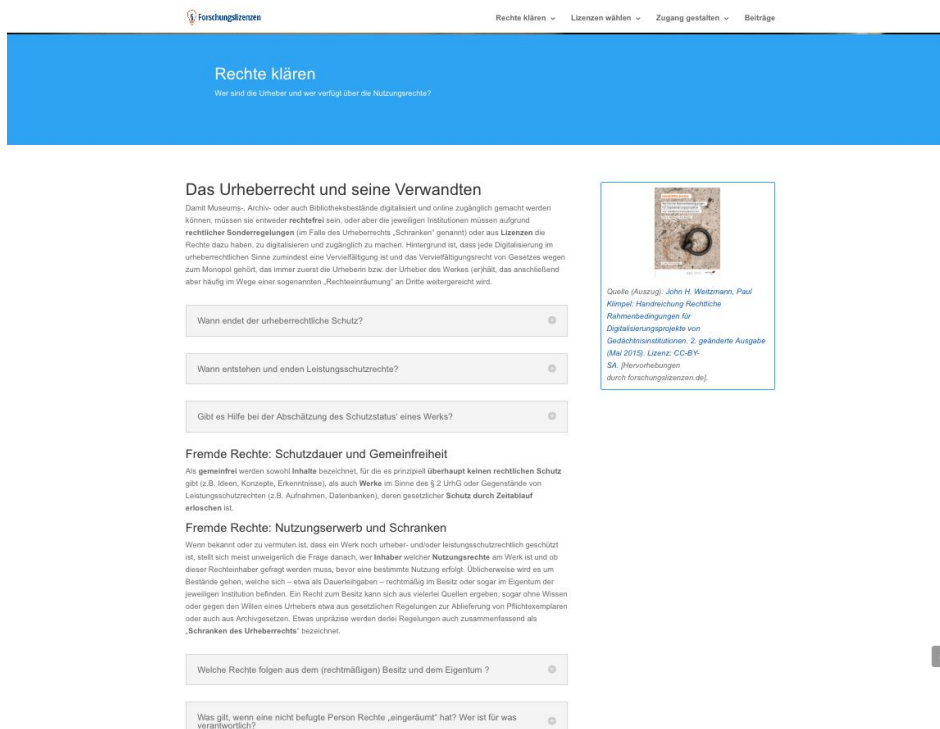 Forschungslizenzen
Rechte klären Lizenzen wählen Zugang gestalten Beiträge
Rechte klären
Wer sind die Urheber und wer verfügt über die Nutzungsrechte?
Das Urheberrecht und seine Verwandten
Damit Museums-, Archiv- oder auch Bibliotheksbestände digitalisiert und online zugänglich gemacht werden
können, müssen sie entweder rechtefrei sein, oder aber die jeweiligen Institutionen müssen aufgrund
rechtlicher Sonderregelungen (im Falle des Urheberrechts „Schranken" genannt) oder aus Lizenzen die
Rechte dazu haben, zu digitalisieren und zugänglich zu machen. Hintergrund ist, dass jede Digitalisierung im
urheberrechtlichen Sinne zumindest eine Vervielfältigung ist und das Vervielfältigungsrecht von Gesetzes wegen
zum Monopol gehört, das immer zuerst die Urheberin bzw. der Urheber des Werkes (er)hält, das anschließend
aber häufig im Wege einer sogenannten „Rechteeinräumung" an Dritte weitergereicht wird.
Wann endet der urheberrechtliche Schutz?
Wann entstehen und enden Leistungsschutzrechte?
Gibt es Hilfe bei der Abschätzung des Schutzstatus' eines Werks?
Fremde Rechte: Schutzdauer und Gemeinfreiheit
Als gemeinfrei werden sowohl Inhalte bezeichnet, für die es prinzipiell überhaupt keinen rechtlichen Schutz
gibt (z.B. Ideen, Konzepte, Erkenntnisse), als auch Werke im Sinne des § 2 UrhG oder Gegenstände von
Leistungsschutzrechten (z.B. Aufnahmen, Datenbanken), deren gesetzlicher Schutz durch Zeitablauf
erloschen ist.
Fremde Rechte: Nutzungserwerb und Schranken
Wenn bekannt oder zu vermuten ist, dass ein Werk noch urheber- und/oder leistungsschutzrechtlich geschützt
ist, stellt sich meist unweigerlich die Frage danach, wer Inhaber welcher Nutzungsrechte am Werk ist und ob
dieser Rechteinhaber gefragt werden muss, bevor eine bestimmte Nutzung erfolgt. Üblicherweise wird es um
Bestände gehen, welche sich – etwa als Dauerleihgaben – rechtmäßig im Besitz oder sogar im Eigentum der
jeweiligen Institution befinden. Ein Recht zum Besitz kann sich aus vielerlei Quellen ergeben, sogar ohne Wissen
oder gegen den Willen eines Urhebers etwa aus gesetzlichen Regelungen zur Ablieferung von Pflichtexemplaren
oder auch aus Archivgesetzen. Etwas unpräzise werden derlei Regelungen auch zusammenfassend als
„Schranken des Urheberrechts" bezeichnet.
Welche Rechte folgen aus dem (rechtmäßigen) Besitz und dem Eigentum ?
Was gilt, wenn eine nicht befugte Person Rechte „eingeräumt" hat? Wer ist für was
verantwortlich?
Quelle (Auszug): John H. Weitzmann, Paul
Klimpel: Handreichung Rechtliche
Rahmenbedingungen für
Digitalisierungsprojekte von
Gedächtnisinstitutionen. 2. geänderte Ausgabe
(Mai 2015). Lizenz: CC-BY-
SA. [Hervorhebungen
durch forschungslizenzen.de].